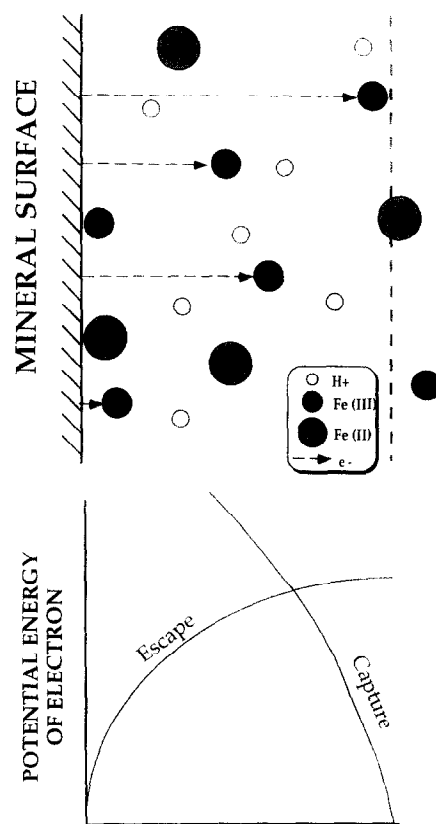 MINERAL SURFACE
H+
Fe (III)
Fe (II)
e -
POTENTIAL ENERGY
OF ELECTRON
Escape
Capture